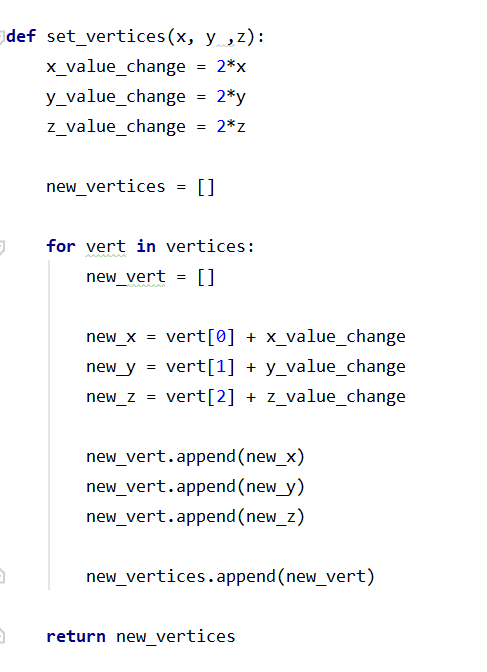 def set_vertices(x, y ,z):
    x_value_change = 2*x
    y_value_change = 2*y
    z_value_change = 2*z

    new_vertices = []

    for vert in vertices:
        new_vert = []

        new_x = vert[0] + x_value_change
        new_y = vert[1] + y_value_change
        new_z = vert[2] + z_value_change

        new_vert.append(new_x)
        new_vert.append(new_y)
        new_vert.append(new_z)

        new_vertices.append(new_vert)

    return new_vertices